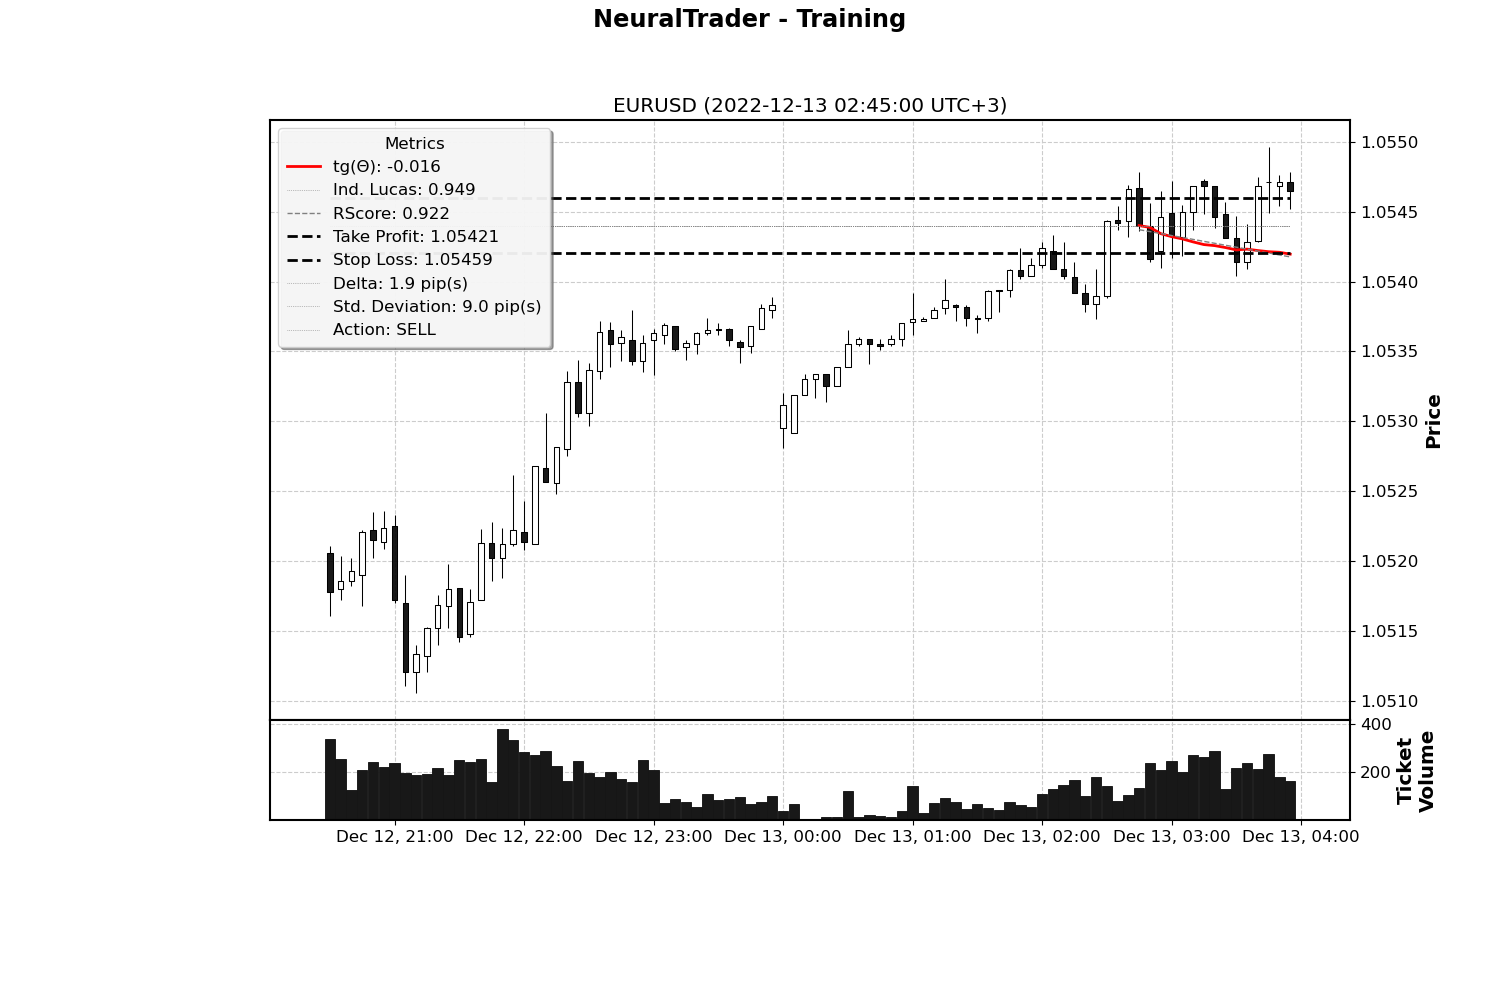 NeuralTrader - Training
EURUSD (2022-12-13 02:45:00 UTC+3)
Metrics
tg(Θ): -0.016
Ind. Lucas: 0.949
RScore: 0.922
Take Profit: 1.05421
Stop Loss: 1.05459
Delta: 1.9 pip(s)
Std. Deviation: 9.0 pip(s)
Action: SELL
1.0550
1.0545
1.0540
1.0535
1.0530
1.0525
1.0520
1.0515
1.0510
Price
400
200
Ticket
Volume
Dec 12, 21:00 Dec 12, 22:00 Dec 12, 23:00 Dec 13, 00:00 Dec 13, 01:00 Dec 13, 02:00 Dec 13, 03:00 Dec 13, 04:00